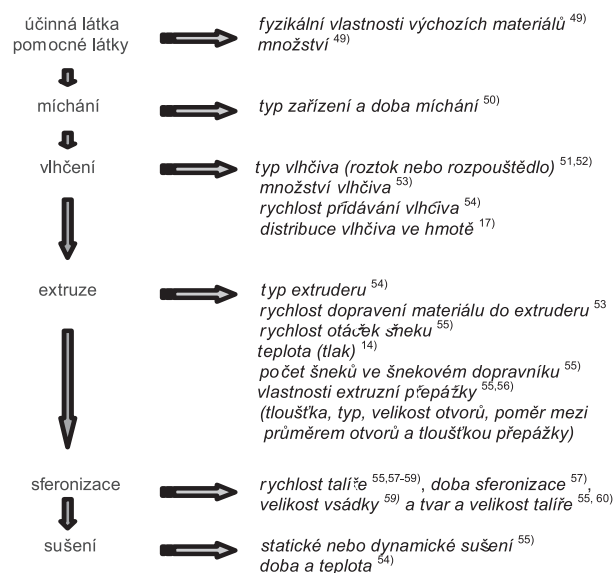 účinná látka
pomocné látky
fyzikální vlastnosti výchozích materiálů 49)
množství 49)
míchání
typ zařízení a doba míchání 50)
vlhčení
typ vlhčiva (roztok nebo rozpouštědlo) 51,52)
množství vlhčiva 53)
rychlost přidávání vlhčiva 54)
distribuce vlhčiva ve hmotě 17)
extruze
typ extruderu 54)
rychlost dopravení materiálu do extruderu 53
rychlost otáček šneku 55)
teplota (tlak) 14)
počet šneků ve šnekovém dopravníku 55)
vlastnosti extruzní přepážky 55,56)
(tloušťka, typ, velikost otvorů, poměr mezi
průměrem otvorů a tloušťkou přepážky)
sferonizace
rychlost talíře 55,57-59), doba sferonizace 57),
velikost vsádky 59) a tvar a velikost talíře 55, 60)
sušení
statické nebo dynamické sušení 55)
doba a teplota 54)